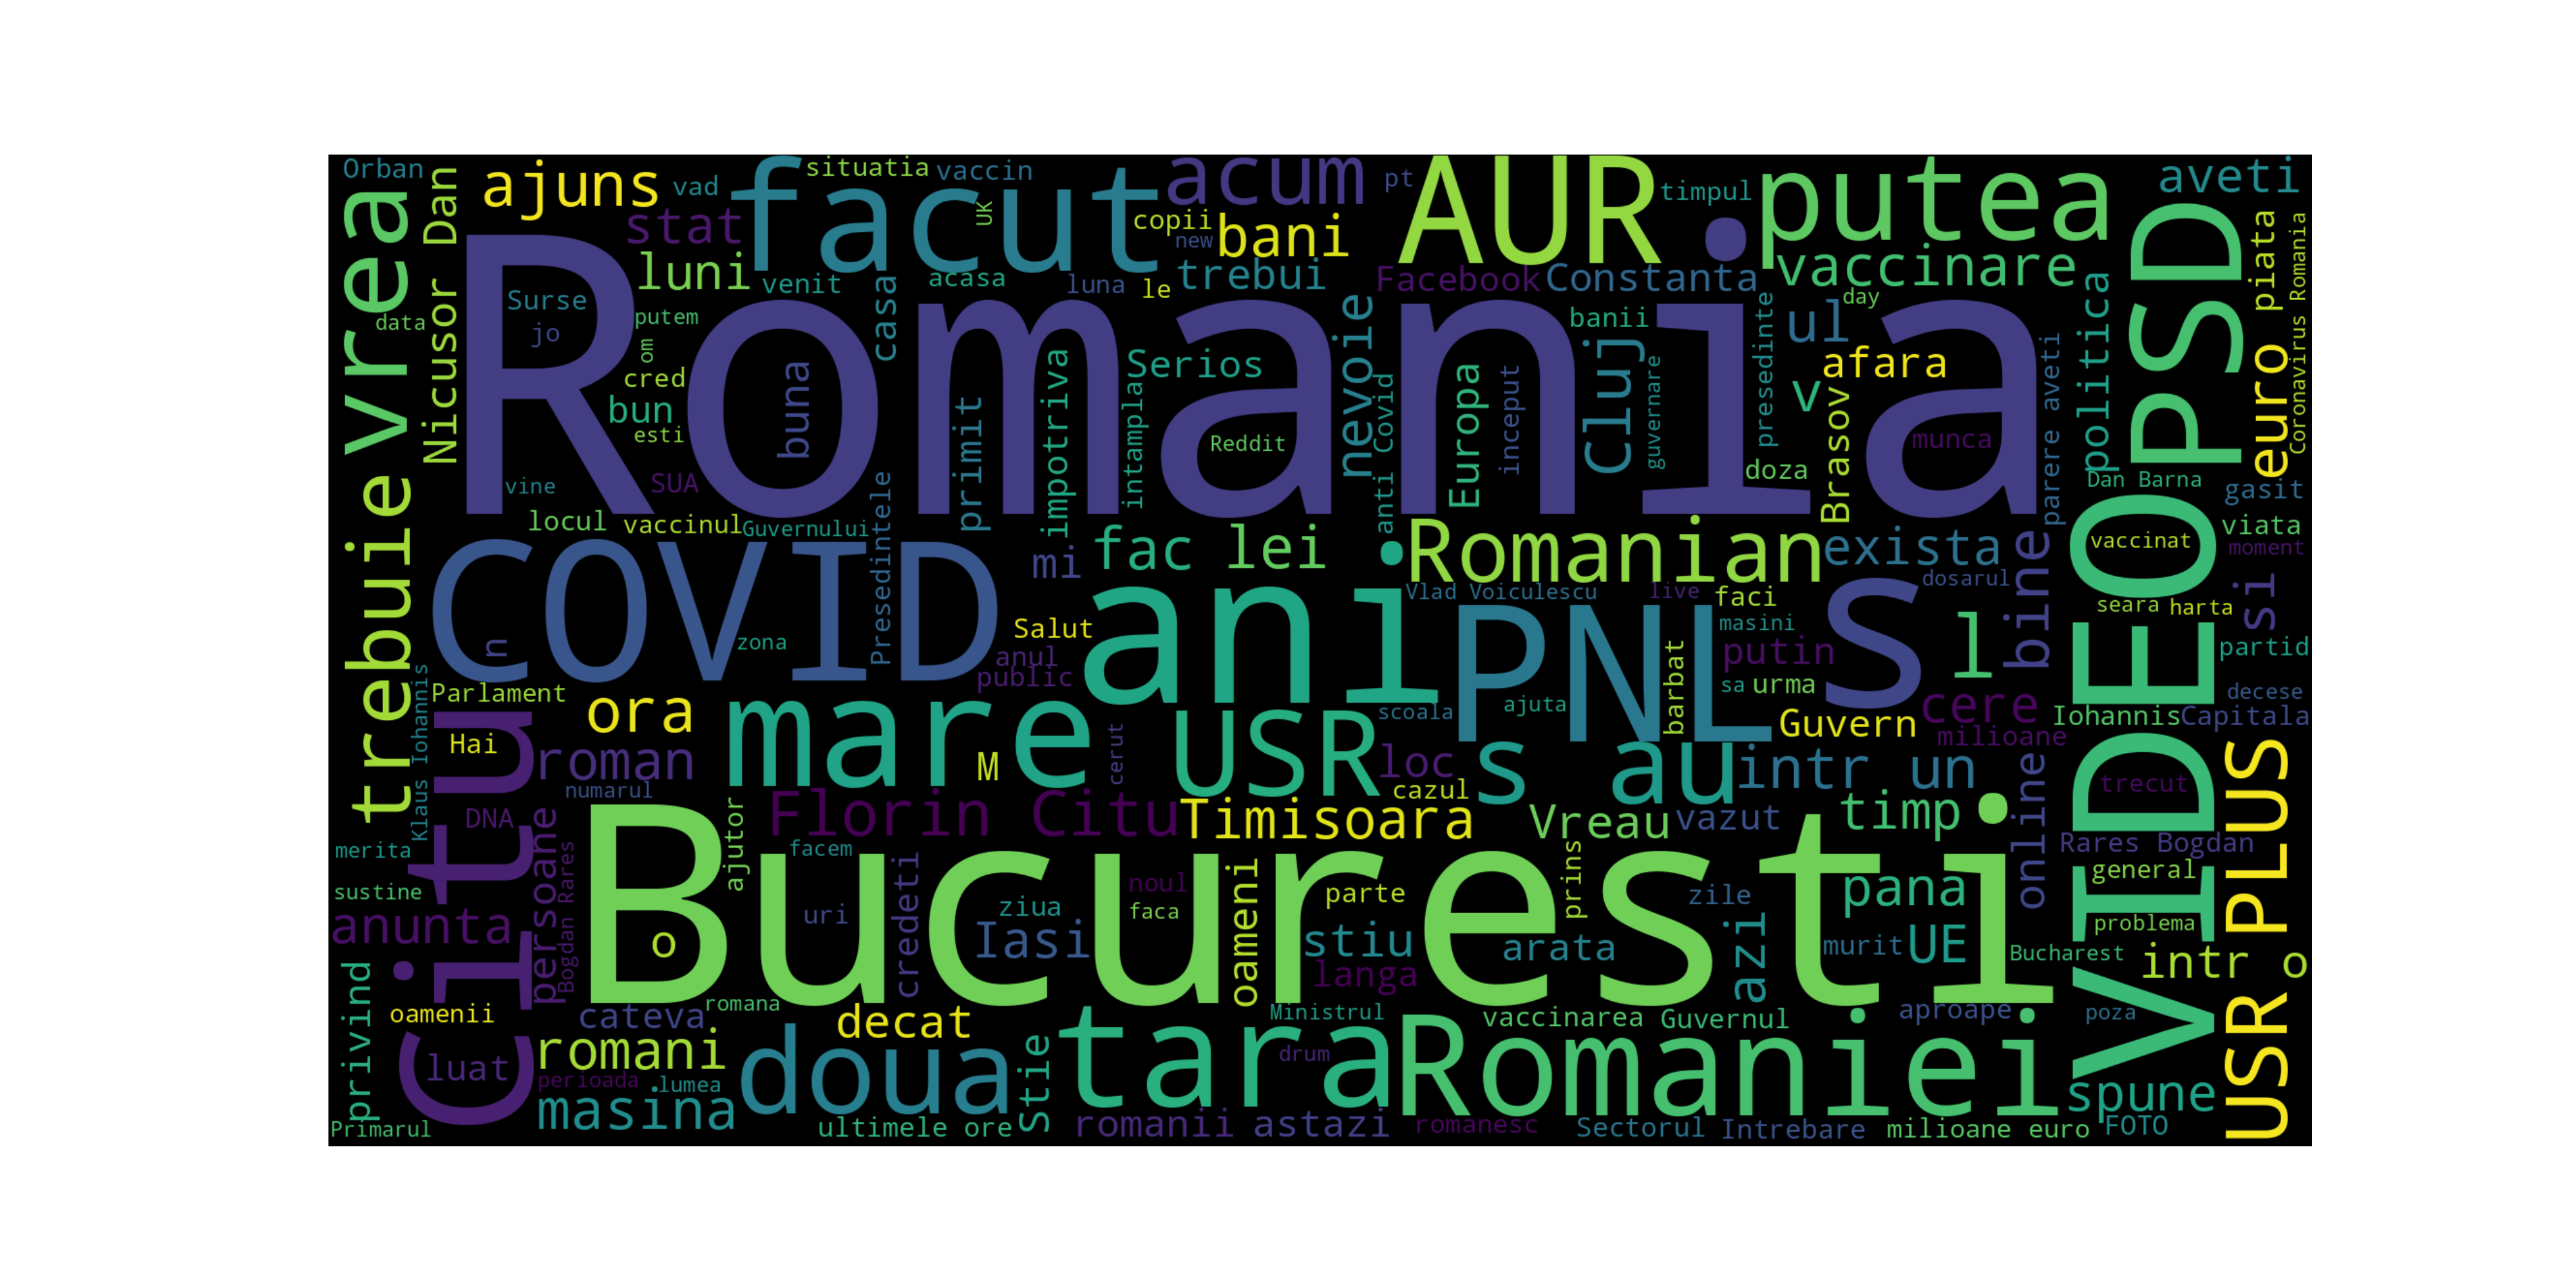 Orban
ajuns
vad
situatia
vaccin
acum
pt
AUR
timpul
putea
aveti
vrea
Nicusor Dan
stat
facut
UK
copii
new
bani
luni
venit
acasa
luna
le
trebui
Facebook
Constanta
vaccinare
day
PSD
euro
piata
Coronavirus Romania
data
Surse
jo
putem
om
cred
bun
esti
buna
casa
Romania
primit
impotriva
intampla
Serios
Reddit
nevoie
anti Covid
Europa
inceput
cluj
banii
guvernare
presedinte
doza
ul
v
afara
Brasov
munca
parere aveti
politica
Dan Barna
gasit
vine
SUA
locul
vaccinul
Guvernului
Presedintele
trebuie
COVID
n
zona
mi
fac
lei
Romanian
exista
dosarul
bine
VIDEO
vaccinat
viata
moment
si
seara
harta
Salut
anul
public
ani
Vlad Voiculescu
live
faci
masini
PNL
barbat
putin
sa
urma
s
l
cere
partid
decese
Klaus Iohannis
Parlament
ora
Hai
roman
numarul
mare
M
cerut
USR
scoala
ajuta
loc
cazul
s au
Guvern
milioane
Iohannis
Capitala
intr un
online
trecut
Citu
DNA
persoane
Bogdan Rares
ajutor
Florin Citu
Timisoara
Vreau
vazut
timp
Rares Bogdan
general
USR PLUS
merita
sustine
anunta
Bucuresti
facem
uri
o
credeti
noul
faca
ziua
Iasi
oameni
parte
stiu
langa
prins
arata
zile
azi
pana
murit
UE
problema
Bucharest
intr o
privind
oamenii
luat
cateva
romana
romani
decat
doua
Stie
tara
Ministrul
drum
Romaniei
vaccinarea
Guvernul
aproape
poza
spune
perioada
lumea
masina
Primarul
ultimele ore
romanii
astazi
romanesc
Sectorul
Intrebare
milioane euro
FOTO